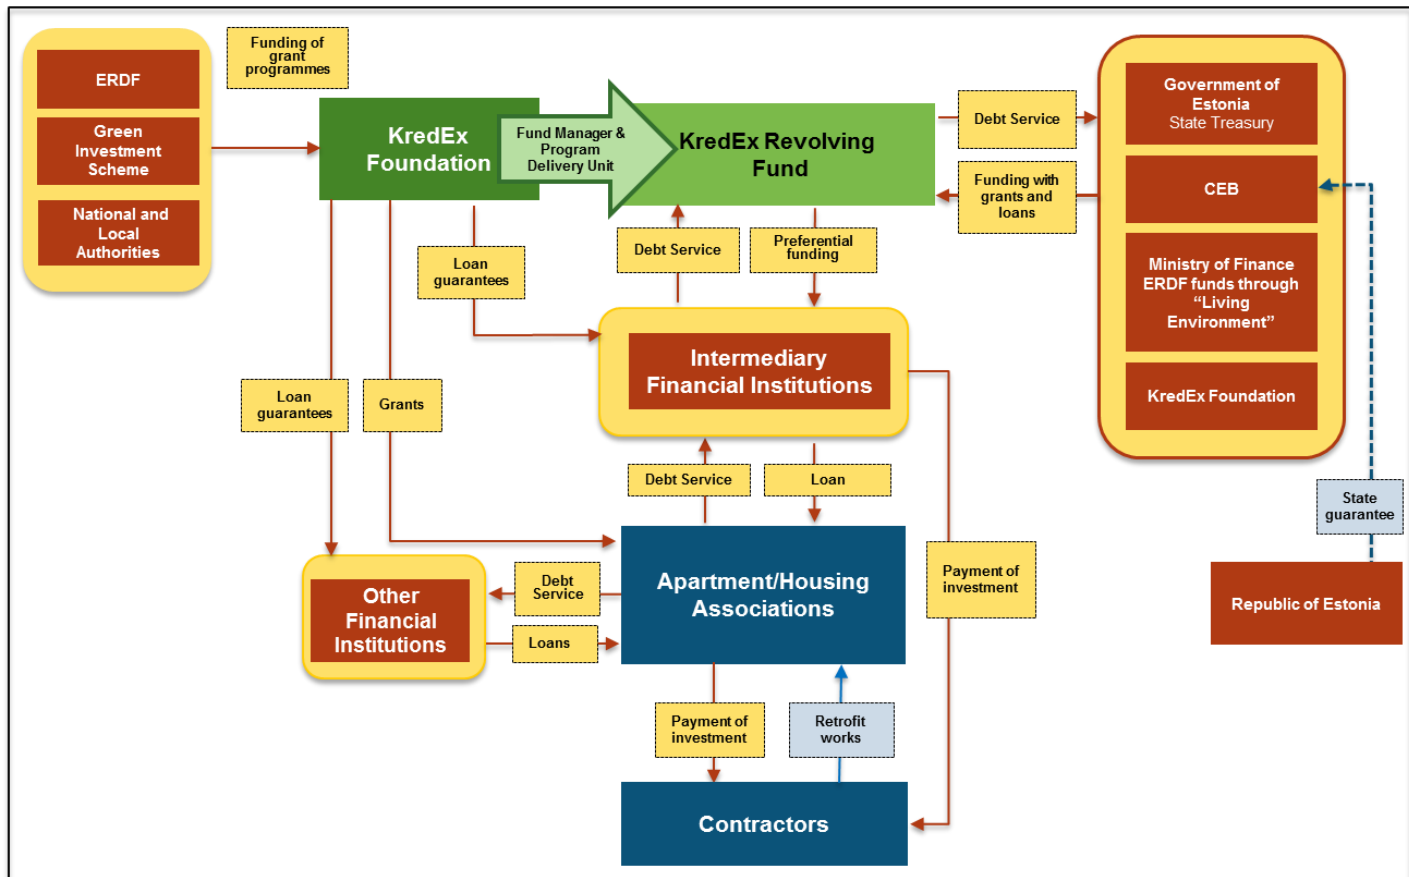 ERDF
Green
Investment
Scheme
National and
Local
Authorities
Funding of
grant
programmes
KredEx
Foundation
Fund Manager &
Program
Delivery Unit
KredEx Revolving
Fund
Debt Service
Funding with
grants and
loans
Government of
Estonia
State Treasury
CEB
Ministry of Finance
ERDF funds through
“Living
Environment”
KredEx Foundation
Loan
guarantees
Debt Service
Preferential
funding
Intermediary
Financial Institutions
Loan
guarantees
Grants
Debt Service
Loan
State
guarantee
Republic of Estonia
Other
Financial
Institutions
Debt
Service
Loans
Apartment/Housing
Associations
Payment of
investment
Payment of
investment
Retrofit
works
Contractors